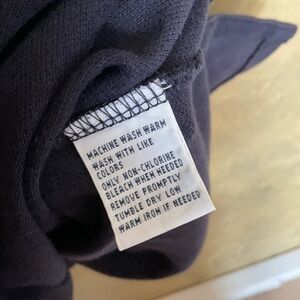 MACHINE WASH WARM
WASH WITH LIKE
COLORS
ONLY NON-CHLORINE
BLEACH WHEN NEEDED
REMOVE PROMPTLY
TUMBLE DRY LOW
WARM IRON IF NEEDED